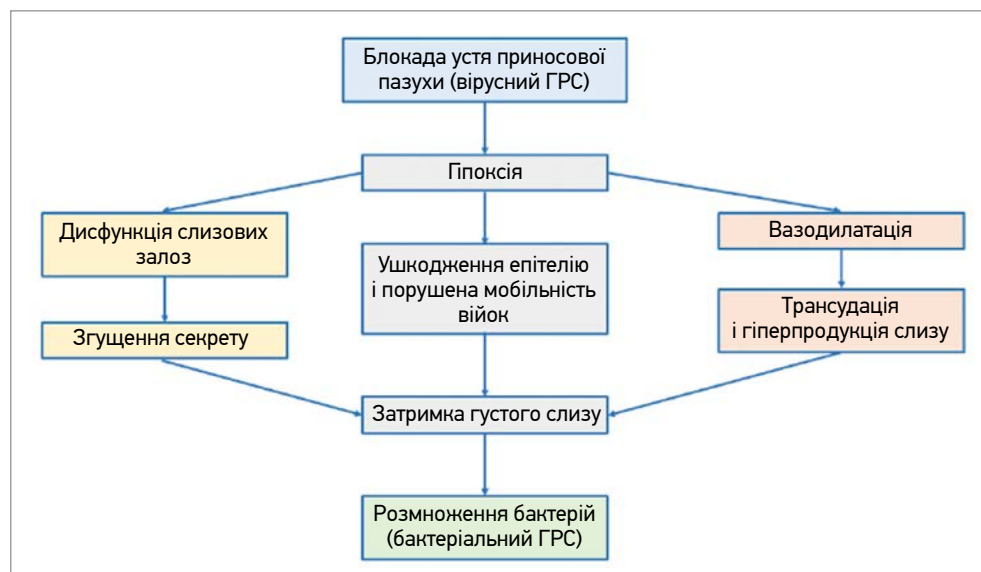 Блокада устя приносової
пазухи (вірусний ГРС)
Гіпоксія
Дисфункція слизових
залоз
Ушкодження епітелію
і порушена мобільність
війок
Вазодилатація
Згущення секрету
Трансудація
і гіперпродукція слизу
Затримка густого слизу
Розмноження бактерій
(бактеріальний ГРС)